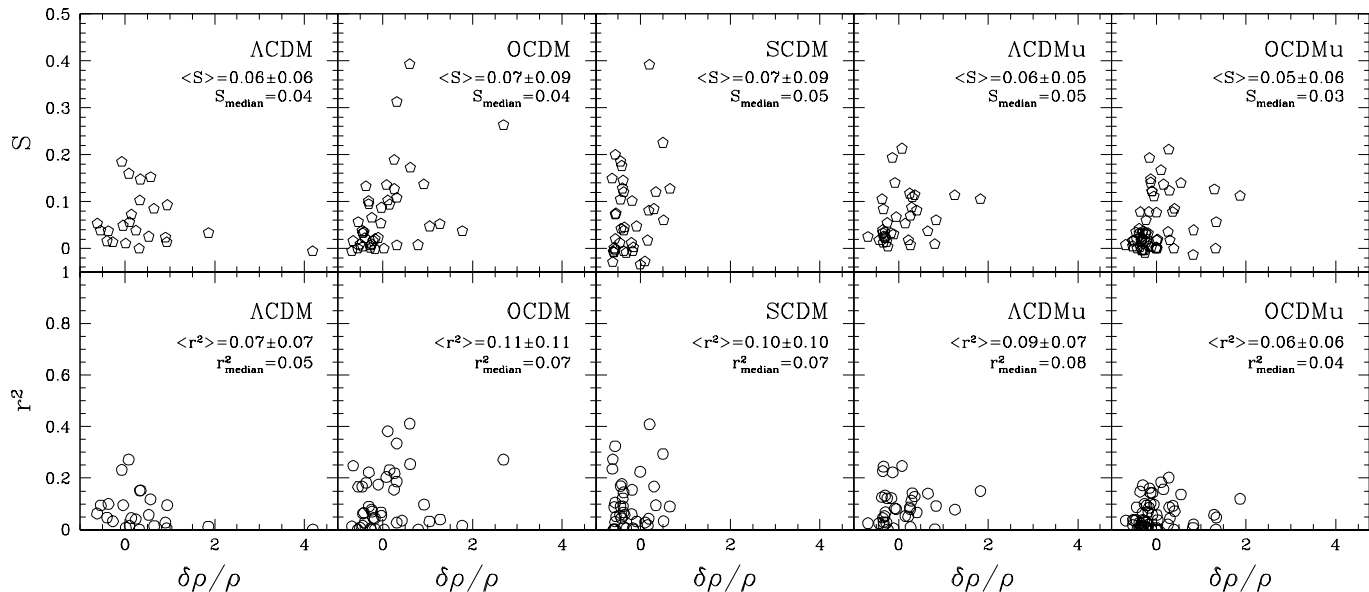 0.5
0.4
0.3
0.2
0.1
0
S
ΛCDM
<S>=0.06±0.06
S_median=0.04
OCDM
<S>=0.07±0.09
S_median=0.04
SCDM
<S>=0.07±0.09
S_median=0.05
ΛCDMu
<S>=0.06±0.05
S_median=0.05
OCDMu
<S>=0.05±0.06
S_median=0.03
1
0.8
0.6
0.4
0.2
0
r²
ΛCDM
<r²>=0.07±0.07
r²_median=0.05
OCDM
<r²>=0.11±0.11
r²_median=0.07
SCDM
<r²>=0.10±0.10
r²_median=0.07
ΛCDMu
<r²>=0.09±0.07
r²_median=0.08
OCDMu
<r²>=0.06±0.06
r²_median=0.04
0 2 4
0 2 4
0 2 4
0 2 4
0 2 4
δρ/ρ
δρ/ρ
δρ/ρ
δρ/ρ
δρ/ρ